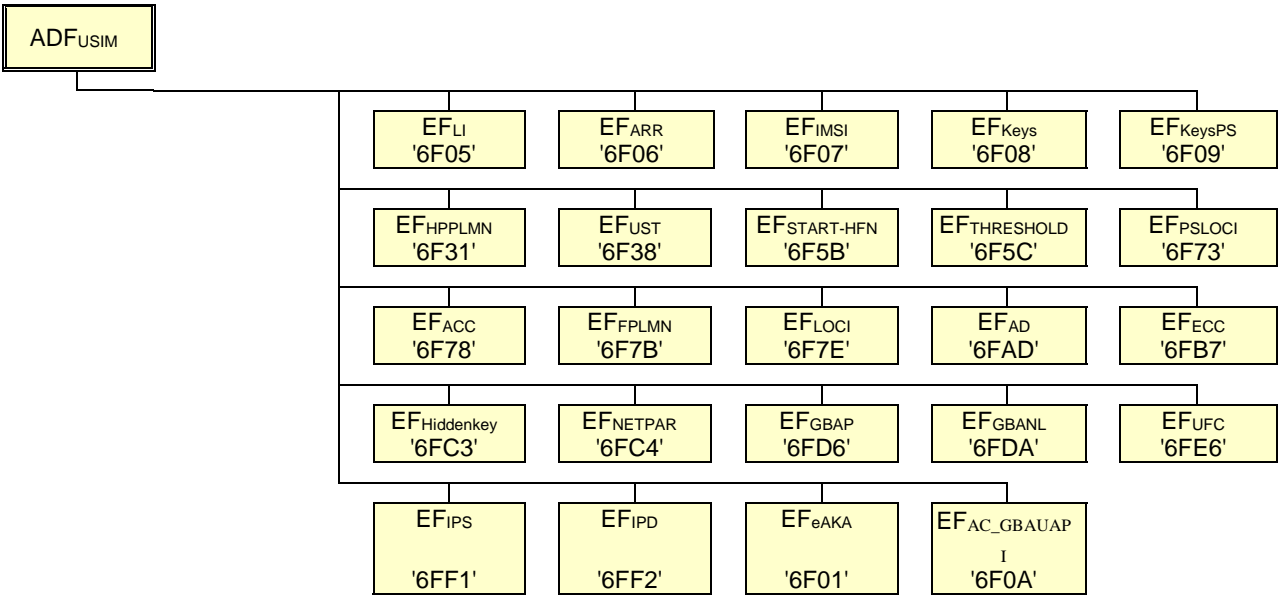 ADFUSIM
EFLI
'6F05'
EFARR
'6F06'
EFIMSI
'6F07'
EFKeys
'6F08'
EFKeysPS
'6F09'
EFHPPLMN
'6F31'
EFUST
'6F38'
EFSTART-HFN
'6F5B'
EFTHRESHOLD
'6F5C'
EFPSLOCI
'6F73'
EFACC
'6F78'
EFFPLMN
'6F7B'
EFLOCI
'6F7E'
EFAD
'6FAD'
EFECC
'6FB7'
EFHiddenkey
'6FC3'
EFNETPAR
'6FC4'
EFGBAP
'6FD6'
EFGBANL
'6FDA'
EFUFC
'6FE6'
EFIPS
'6FF1'
EFIPD
'6FF2'
EFeAKA
'6F01'
EFAC_GBAUAP
I
'6F0A'